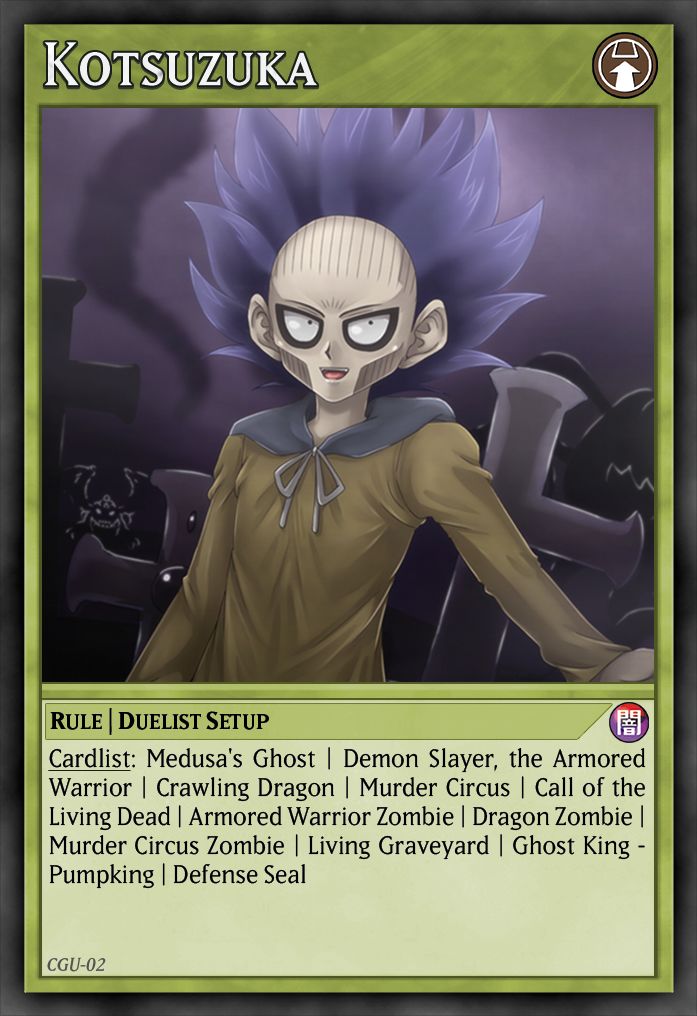 Kotsuzuka
Rule | Duelist Setup
闇
Cardlist: Medusa's Ghost | Demon Slayer, the Armored
Warrior | Crawling Dragon | Murder Circus | Call of the
Living Dead | Armored Warrior Zombie | Dragon Zombie |
Murder Circus Zombie | Living Graveyard | Ghost King -
Pumpking | Defense Seal
CGU-02